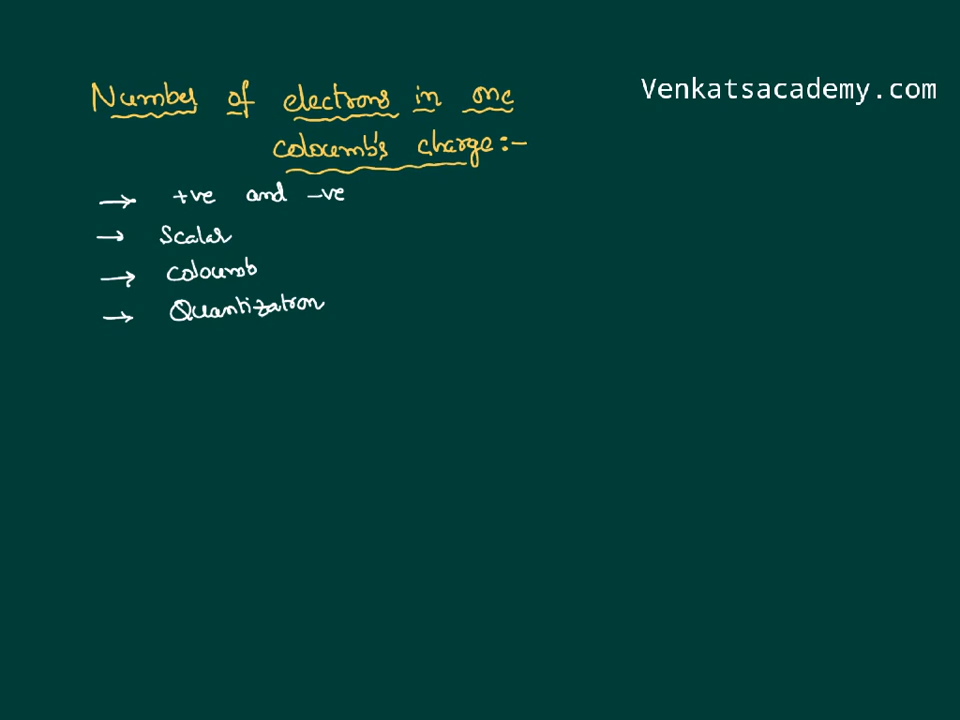 Venkatsacademy.com
Number of electrons in one
coloumb's charge:-
→ +ve and -ve
→ Scalar
→ coloumb
→ Quantization